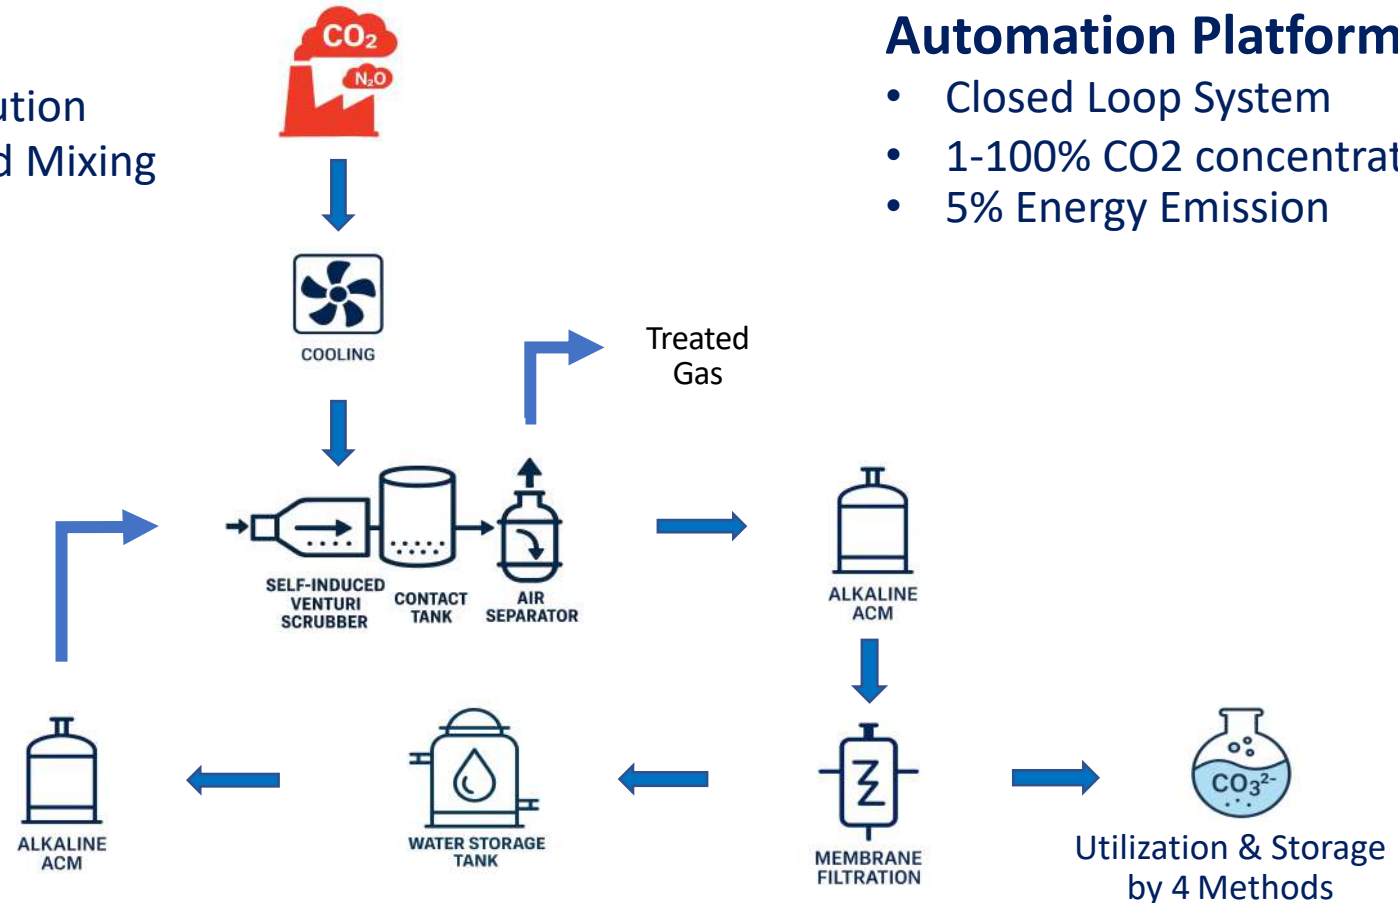 Automation Platform
• Closed Loop System
• 1-100% CO2 concentrat
• 5% Energy Emission
ution
d Mixing
CO₂
N₂O
COOLING
Treated
Gas
SELF-INDUCED
VENTURI
SCRUBBER
CONTACT
TANK
AIR
SEPARATOR
ALKALINE
ACM
ALKALINE
ACM
WATER STORAGE
TANK
MEMBRANE
FILTRATION
CO₃²⁻
Utilization & Storage
by 4 Methods